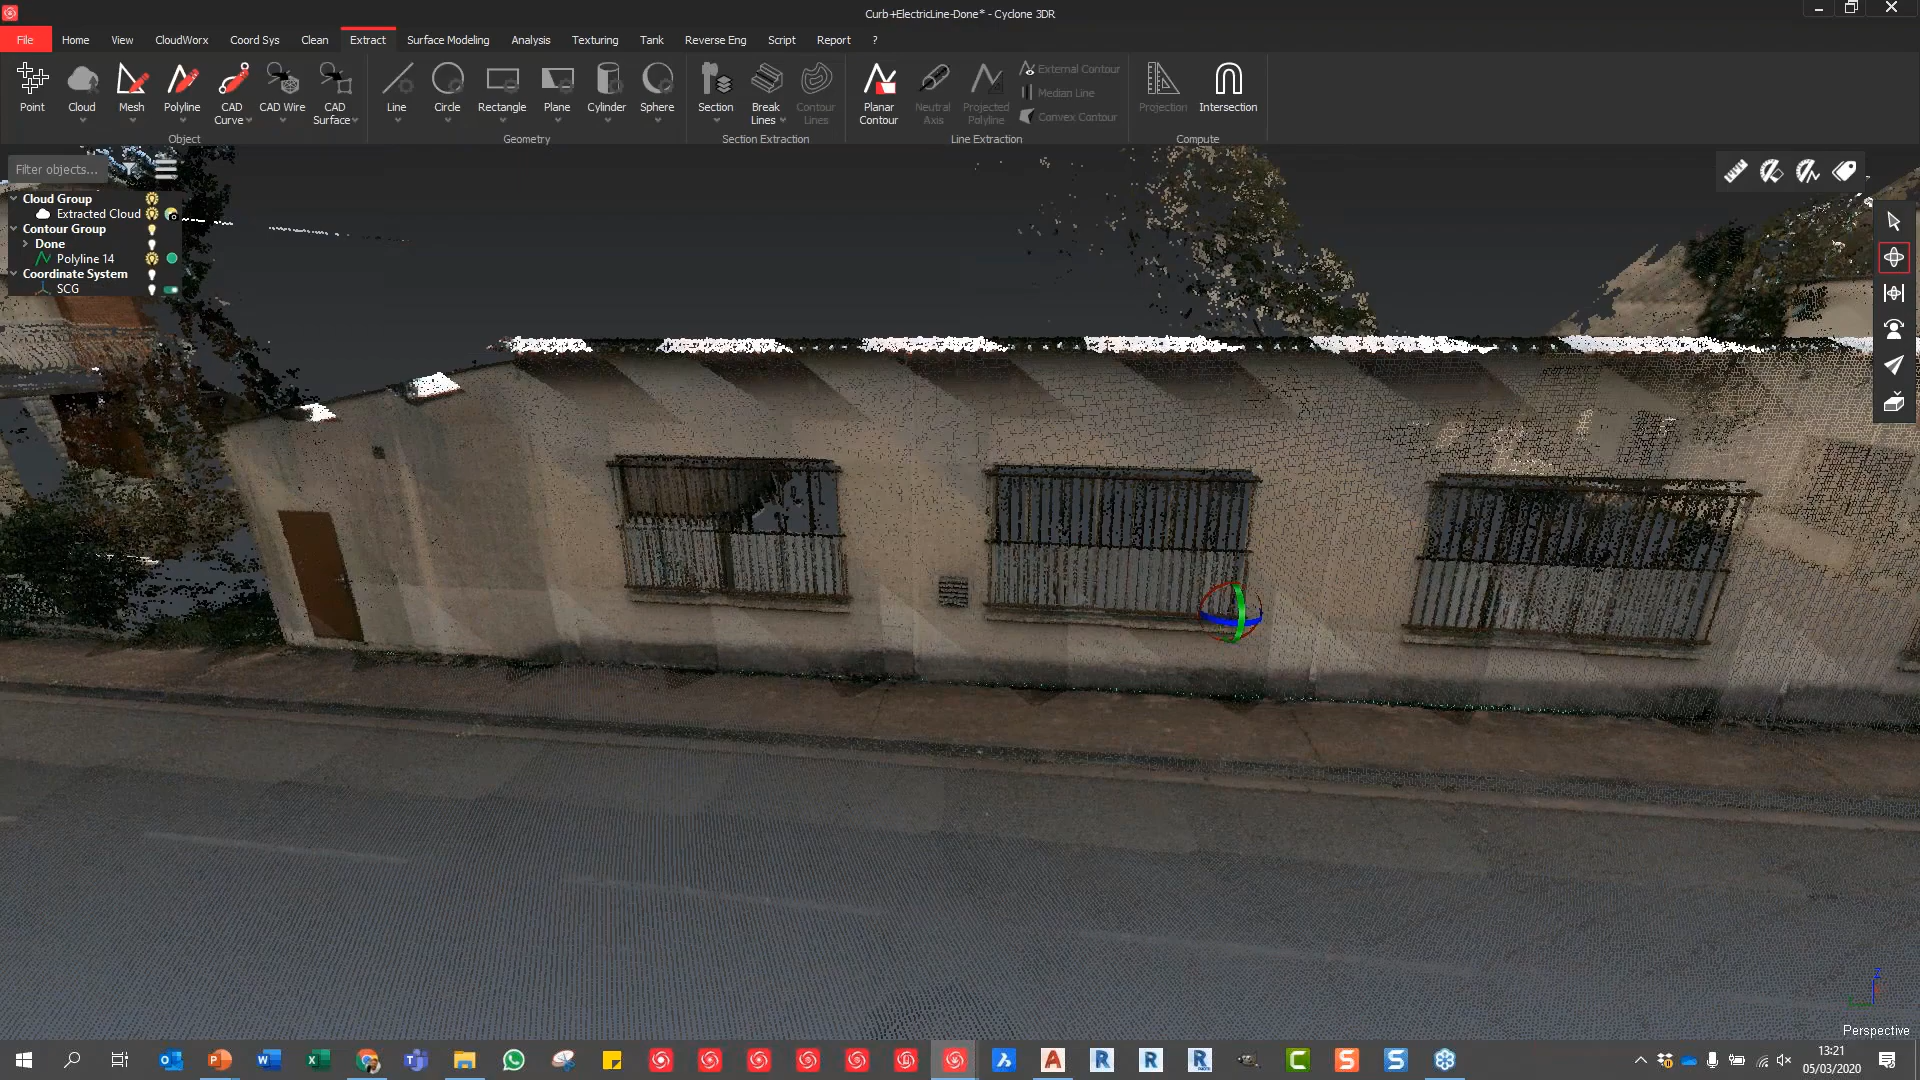 Curb+ElectricLine-Done* - Cyclone 3DR
File Home View CloudWorx Coord Sys Clean Extract Surface Modeling Analysis Texturing Tank Reverse Eng Script Report ?
Point Cloud Mesh Polyline CAD Curve CAD Wire CAD Surface
Object
Line Circle Rectangle Plane Cylinder Sphere
Geometry
Section Break Lines Contour Lines
Section Extraction
Planar Contour Neutral Axis Projected Polyline
External Contour
Median Line
Convex Contour
Line Extraction
Projection Intersection
Compute
Filter objects...
Cloud Group
Extracted Cloud
Contour Group
Done
Polyline 14
Coordinate System
SCG
Z
Perspective
13:21
05/03/2020